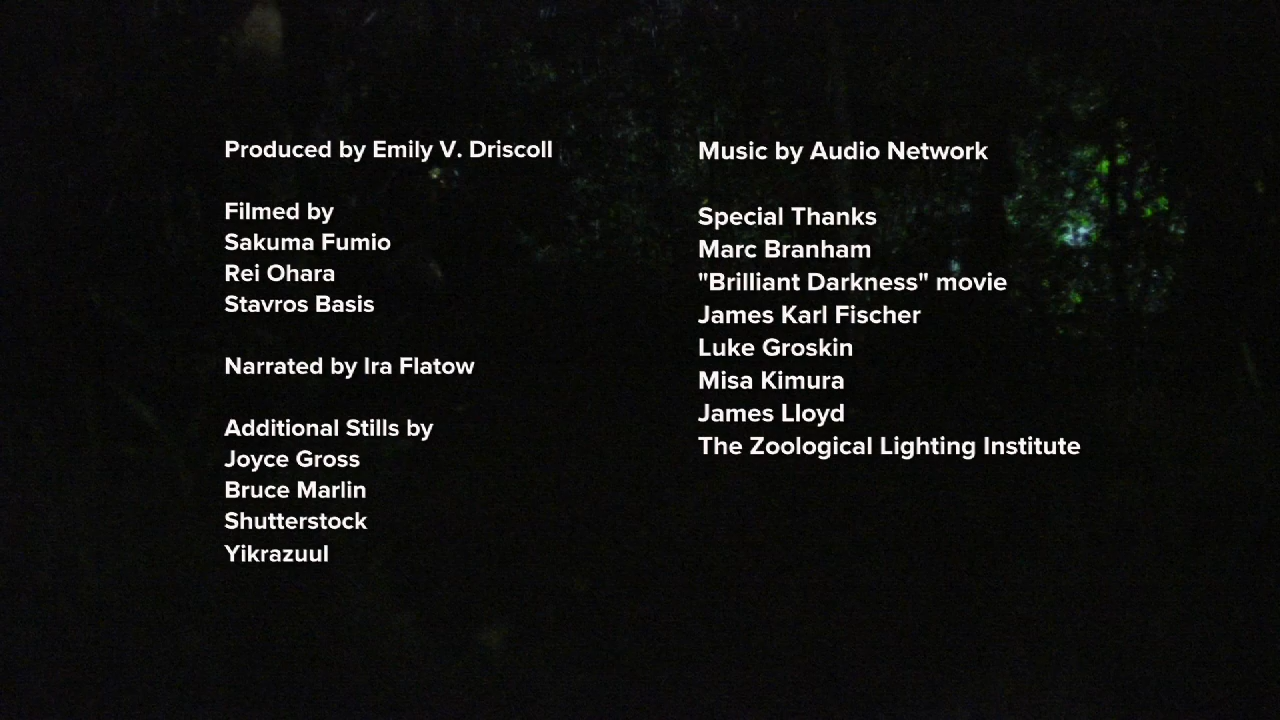 Produced by Emily V. Driscoll
Filmed by
Sakuma Fumio
Rei Ohara
Stavros Basis
Narrated by Ira Flatow
Additional Stills by
Joyce Gross
Bruce Marlin
Shutterstock
Yikrazuul
Music by Audio Network
Special Thanks
Marc Branham
"Brilliant Darkness" movie
James Karl Fischer
Luke Groskin
Misa Kimura
James Lloyd
The Zoological Lighting Institute